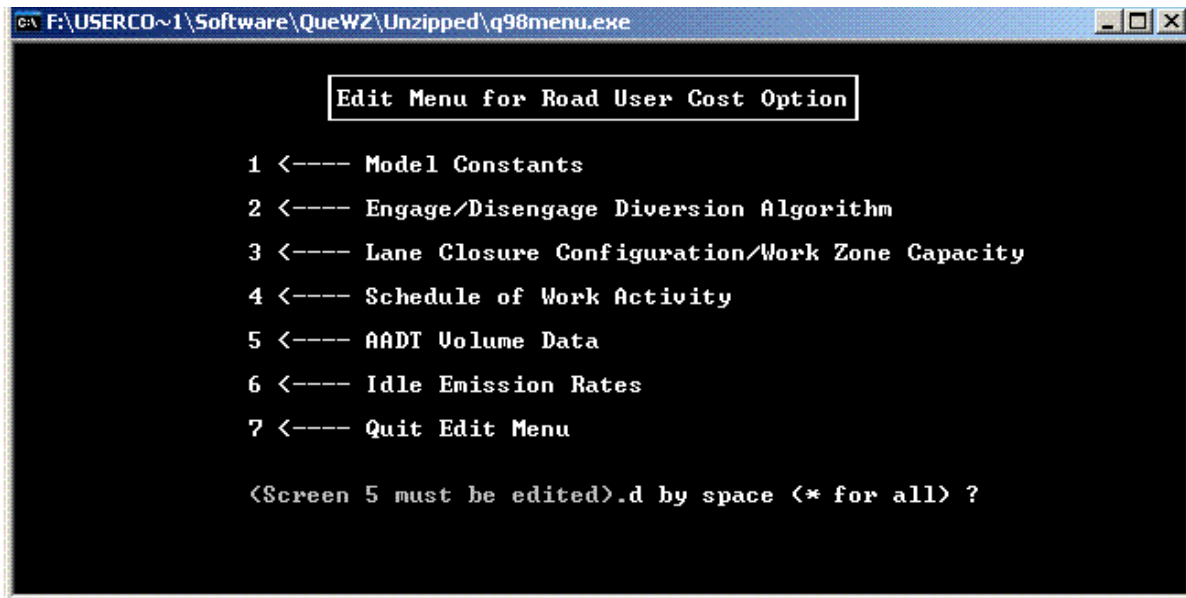 F:\USERCO~1\Software\QueWZ\Unzipped\q98menu.exe
Edit Menu for Road User Cost Option
1 <---- Model Constants
2 <---- Engage/Disengage Diversion Algorithm
3 <---- Lane Closure Configuration/Work Zone Capacity
4 <---- Schedule of Work Activity
5 <---- AADT Volume Data
6 <---- Idle Emission Rates
7 <---- Quit Edit Menu
(Screen 5 must be edited).d by space (* for all) ?